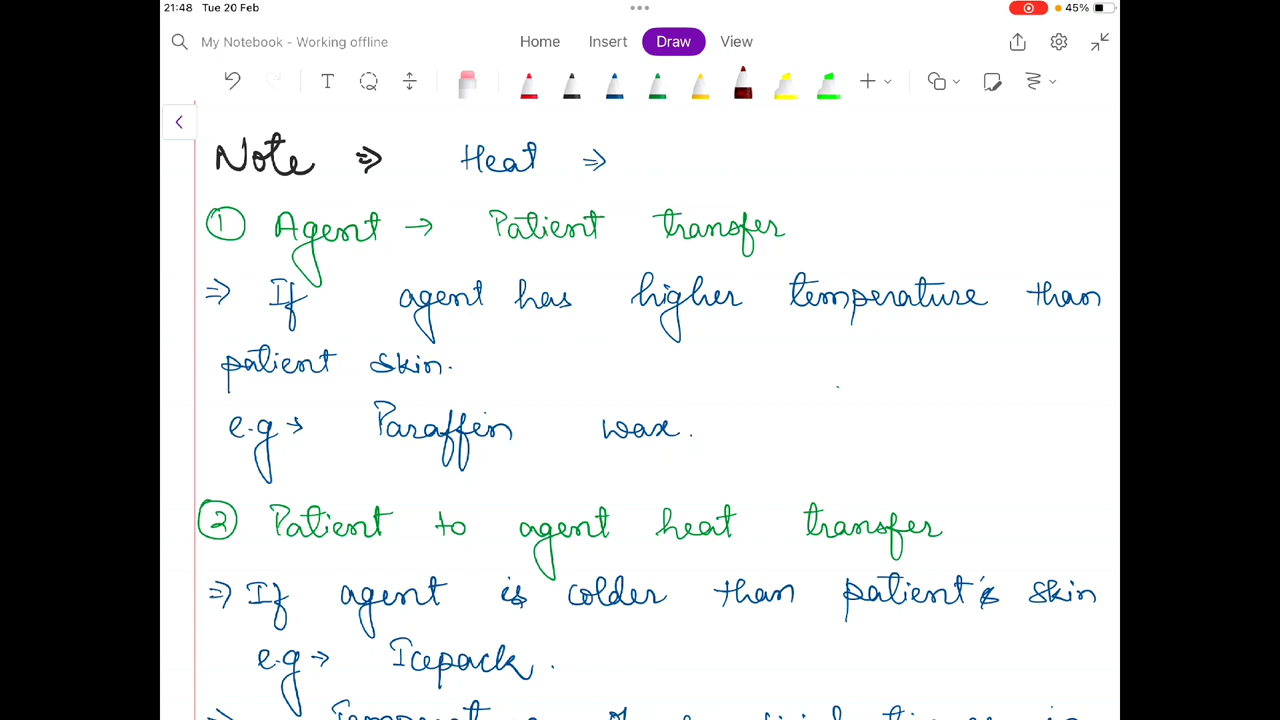 21:48 Tue 20 Feb
45%
My Notebook - Working offline
Home Insert Draw View
T
Note ⇒ Heat ⇒
① Agent → Patient transfer
⇒ If agent has higher temperature than
patient skin.
e.g → Paraffin wax.
② Patient to agent heat transfer
⇒ If agent is colder than patient's skin
e.g → Icepack.